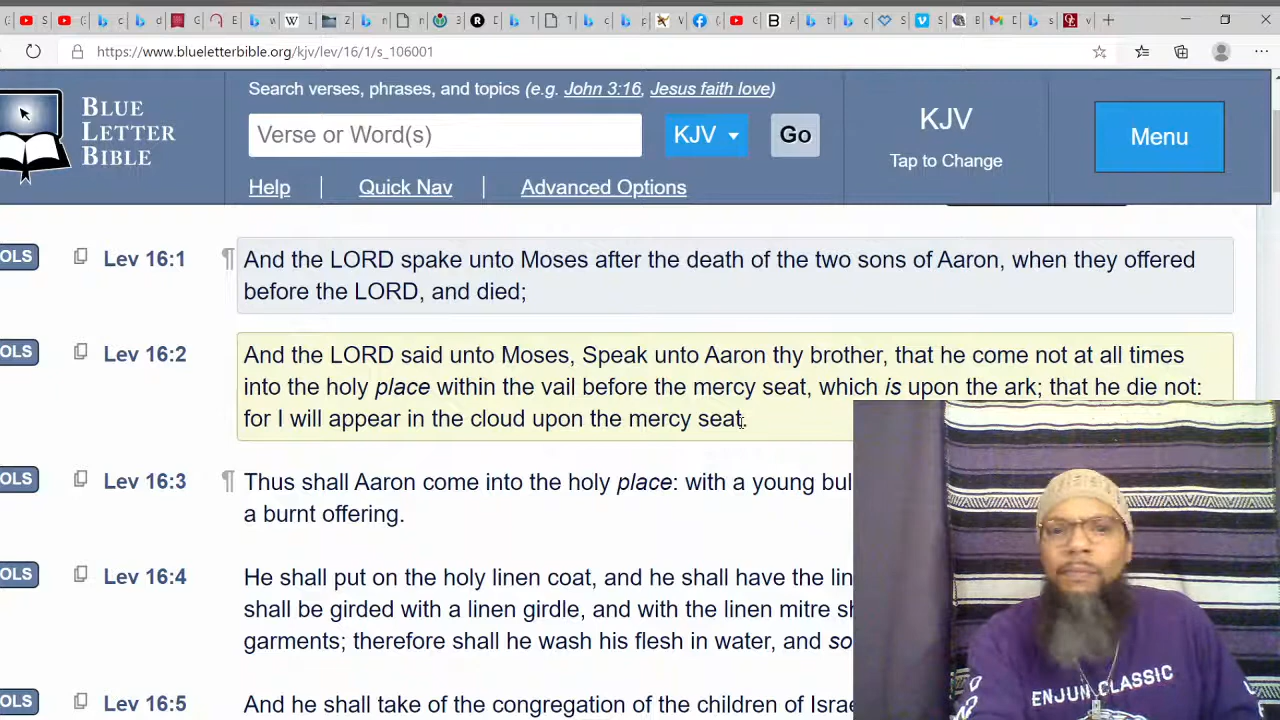 https://www.blueletterbible.org/kjv/lev/16/1/s_106001
BLUE
LETTER
BIBLE
Search verses, phrases, and topics (e.g. John 3:16, Jesus faith love)
Verse or Word(s)
KJV
Go
Help | Quick Nav | Advanced Options
KJV
Tap to Change
Menu
OLS Lev 16:1 ¶ And the LORD spake unto Moses after the death of the two sons of Aaron, when they offered
before the LORD, and died;
OLS Lev 16:2 And the LORD said unto Moses, Speak unto Aaron thy brother, that he come not at all times
into the holy place within the vail before the mercy seat, which is upon the ark; that he die not:
for I will appear in the cloud upon the mercy seat.
OLS Lev 16:3 ¶ Thus shall Aaron come into the holy place: with a young bul
a burnt offering.
OLS Lev 16:4 He shall put on the holy linen coat, and he shall have the lin
shall be girded with a linen girdle, and with the linen mitre sh
garments; therefore shall he wash his flesh in water, and so
OLS Lev 16:5 And he shall take of the congregation of the children of Israe
ENJUN CLASSIC